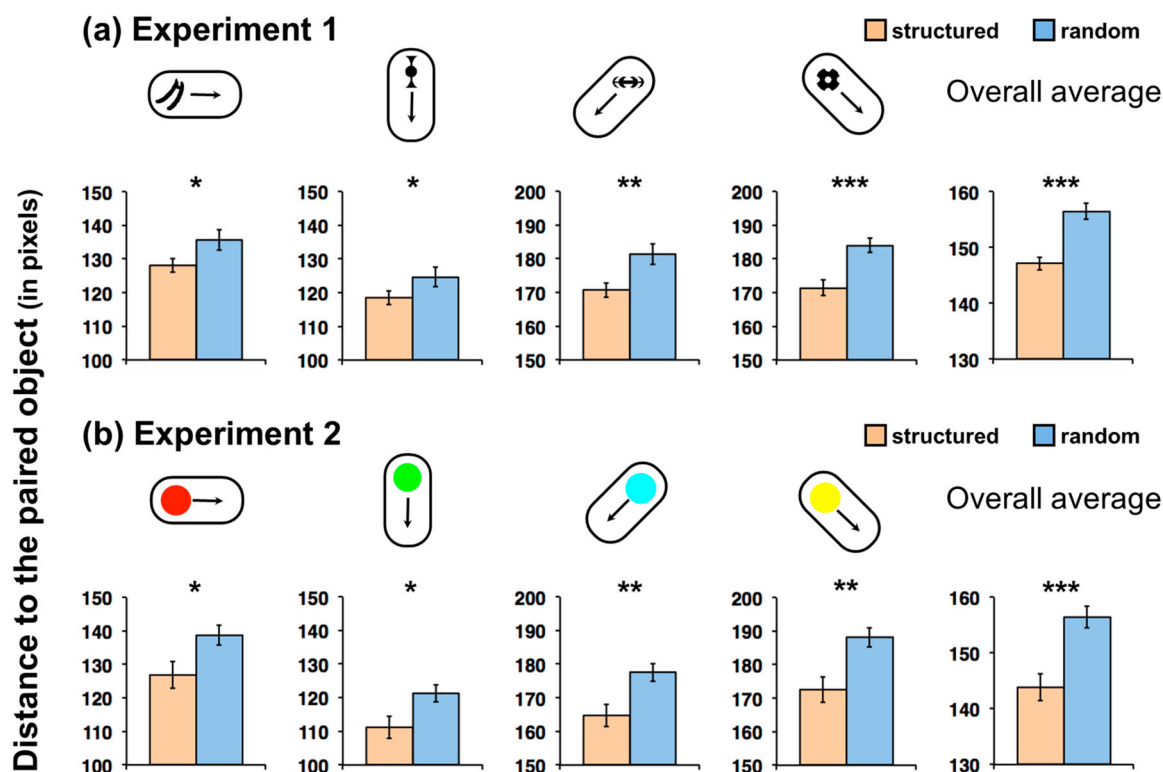 (a) Experiment 1
structured random
Overall average
* * ** *** ***
150 150 200 200 160
140 140 190 190
150
130 130 180 180
120 120 170 170
140
110 110 160 160
100 100 150 150 130
Distance to the paired object (in pixels)
(b) Experiment 2
structured random
Overall average
* * ** ** ***
150 150 200 200 160
140 140 190 190
150
130 130 180 180
120 120 170 170
140
110 110 160 160
100 100 150 150 130